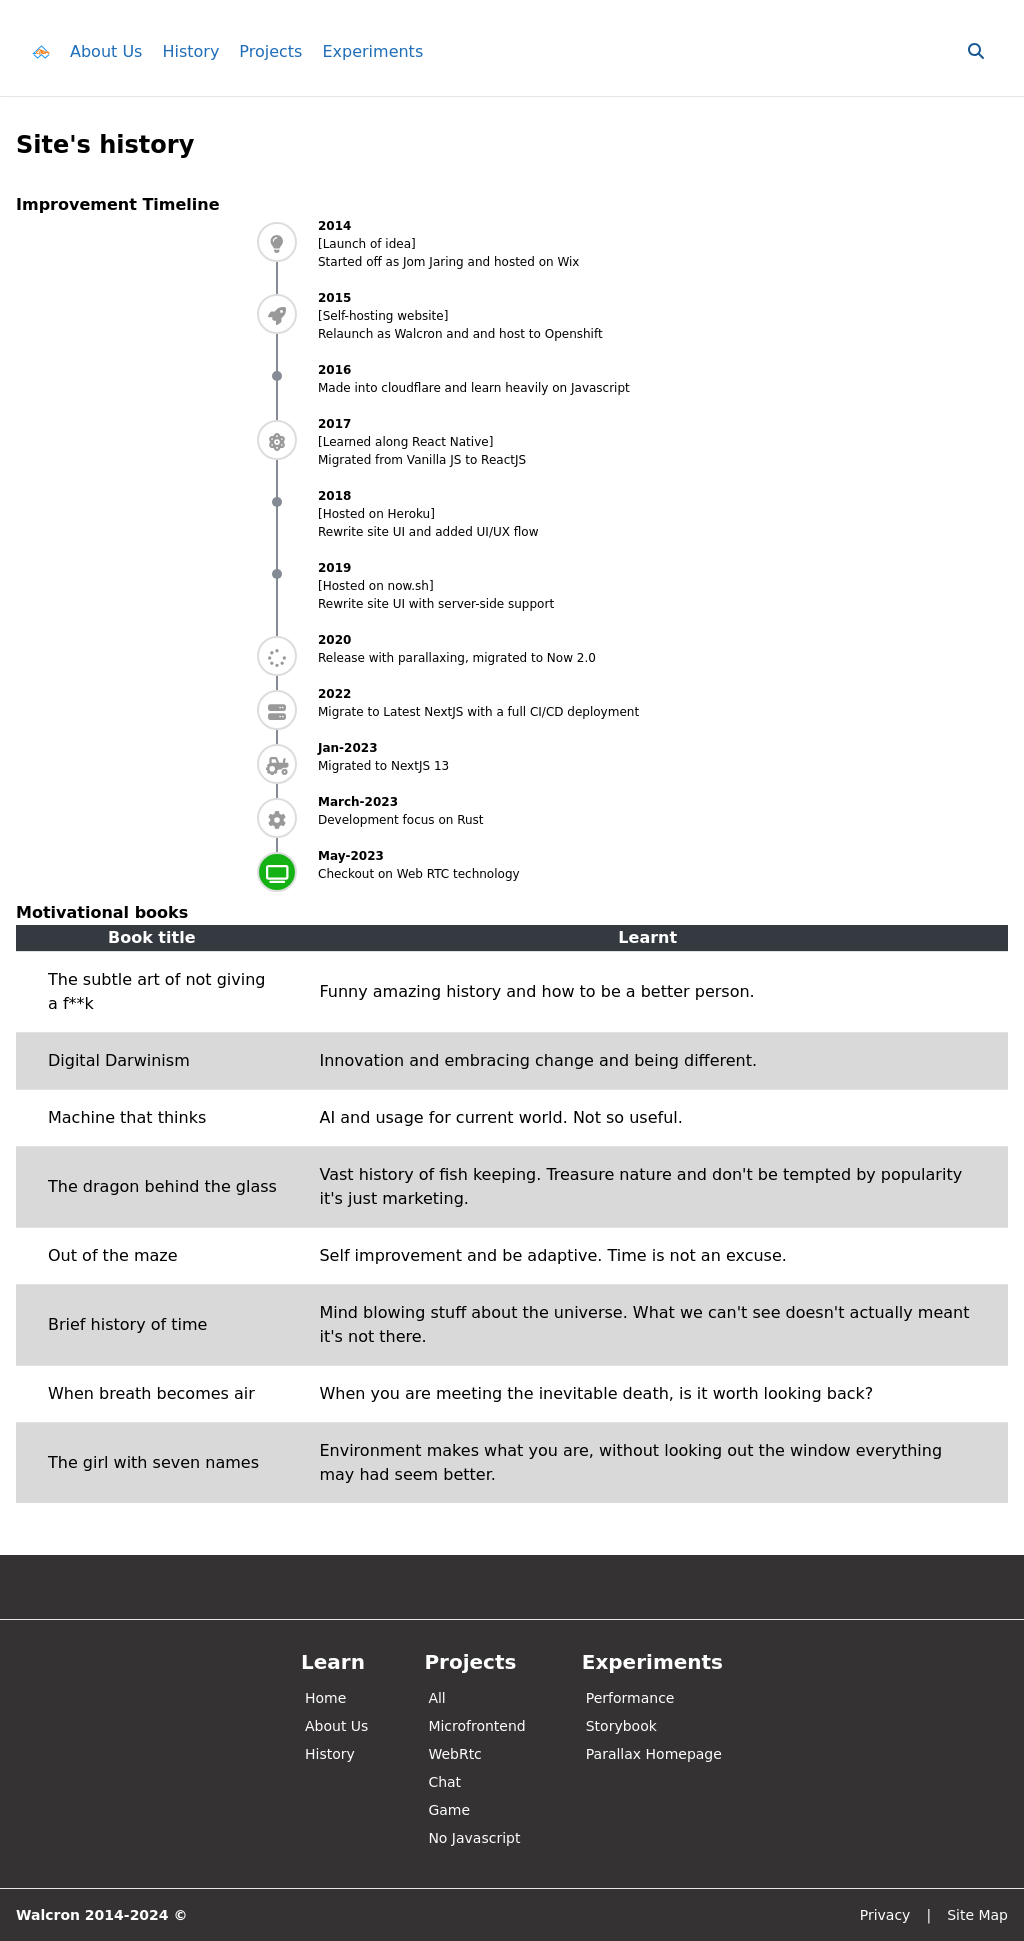 About Us History Projects Experiments
Site's history
Improvement Timeline
2014
[Launch of idea]
Started off as Jom Jaring and hosted on Wix
2015
[Self-hosting website]
Relaunch as Walcron and and host to Openshift
2016
Made into cloudflare and learn heavily on Javascript
2017
[Learned along React Native]
Migrated from Vanilla JS to ReactJS
2018
[Hosted on Heroku]
Rewrite site UI and added UI/UX flow
2019
[Hosted on now.sh]
Rewrite site UI with server-side support
2020
Release with parallaxing, migrated to Now 2.0
2022
Migrate to Latest NextJS with a full CI/CD deployment
Jan-2023
Migrated to NextJS 13
March-2023
Development focus on Rust
May-2023
Checkout on Web RTC technology
Motivational books
Book title Learnt
The subtle art of not giving
a f**k
Funny amazing history and how to be a better person.
Digital Darwinism Innovation and embracing change and being different.
Machine that thinks AI and usage for current world. Not so useful.
The dragon behind the glass
Vast history of fish keeping. Treasure nature and don't be tempted by popularity
it's just marketing.
Out of the maze Self improvement and be adaptive. Time is not an excuse.
Brief history of time
Mind blowing stuff about the universe. What we can't see doesn't actually meant
it's not there.
When breath becomes air When you are meeting the inevitable death, is it worth looking back?
The girl with seven names
Environment makes what you are, without looking out the window everything
may had seem better.
Learn
Home
About Us
History
Projects
All
Microfrontend
WebRtc
Chat
Game
No Javascript
Experiments
Performance
Storybook
Parallax Homepage
Walcron 2014-2024 ©
Privacy | Site Map